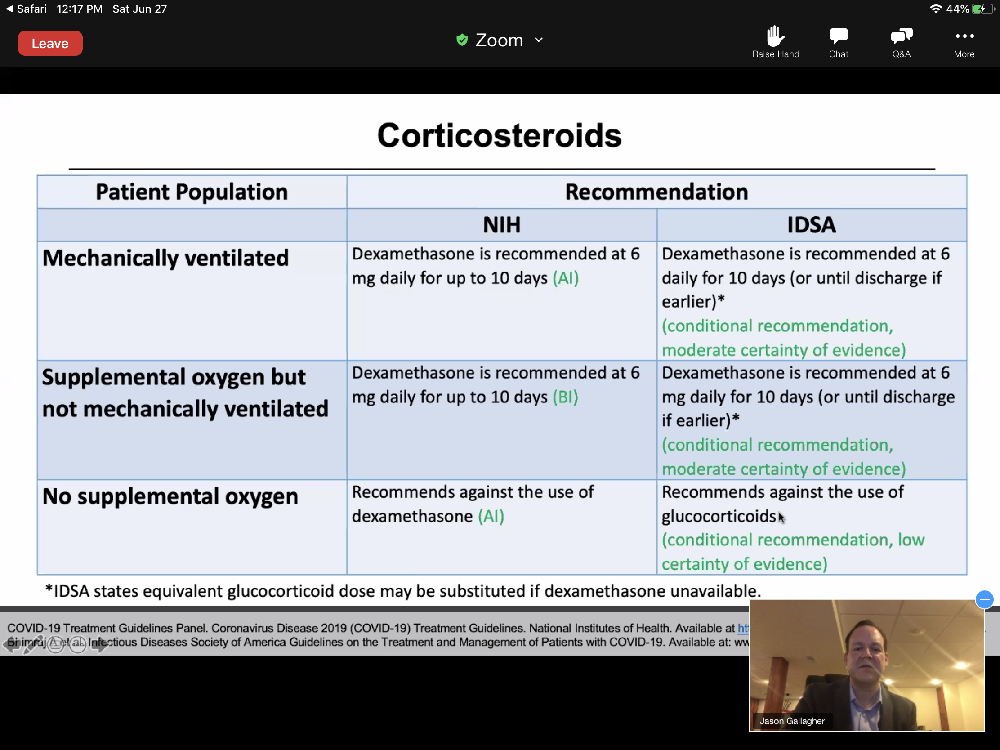 Safari 12:17 PM Sat Jun 27
44%
Leave
Zoom
Raise Hand
Chat
Q&A
More
Corticosteroids
Patient Population
Recommendation
NIH
IDSA
Mechanically ventilated
Dexamethasone is recommended at 6
mg daily for up to 10 days (AI)
Dexamethasone is recommended at 6
daily for 10 days (or until discharge if
earlier)*
(conditional recommendation,
moderate certainty of evidence)
Supplemental oxygen but
not mechanically ventilated
Dexamethasone is recommended at 6
mg daily for up to 10 days (BI)
Dexamethasone is recommended at 6
mg daily for 10 days (or until discharge
if earlier)*
(conditional recommendation,
moderate certainty of evidence)
No supplemental oxygen
Recommends against the use of
dexamethasone (AI)
Recommends against the use of
glucocorticoids
(conditional recommendation, low
certainty of evidence)
*IDSA states equivalent glucocorticoid dose may be substituted if dexamethasone unavailable.
COVID-19 Treatment Guidelines Panel. Coronavirus Disease 2019 (COVID-19) Treatment Guidelines. National Institutes of Health. Available at
Infectious Diseases Society of America Guidelines on the Treatment and Management of Patients with COVID-19. Available at:
Jason Gallagher